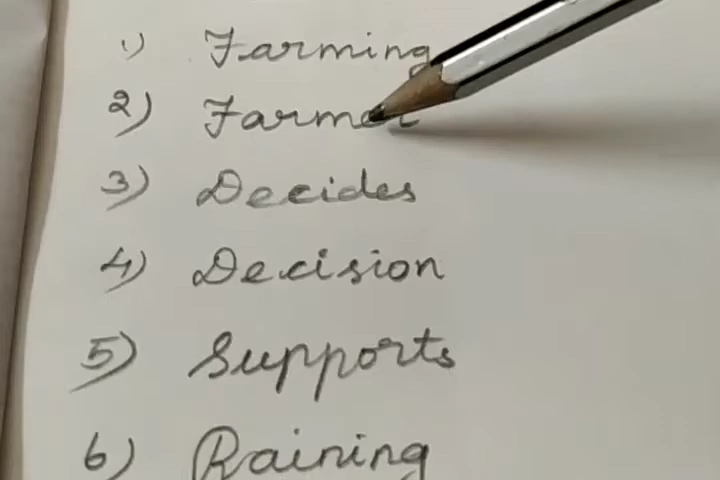 1) Farming
2) Farmer
3) Decides
4) Decision
5) Supports
6) Raining